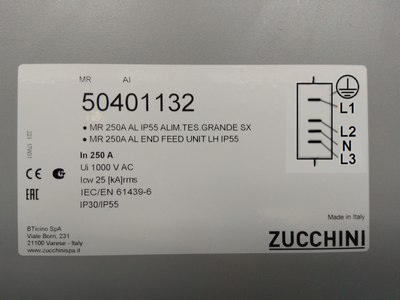 MR AI
50401132
• MR 250A AL IP55 ALIM.TES.GRANDE SX
• MR 250A AL END FEED UNIT LH IP55
In 250 A
Ui 1000 V AC
Icw 25 [kA]rms
IEC/EN 61439-6
IP30/IP55
CE
EAC
BTicino SpA
Viale Borri, 231
21100 Varese - Italy
www.zucchinispa.it
L1
L2
N
L3
Made in Italy
ZUCCHINI